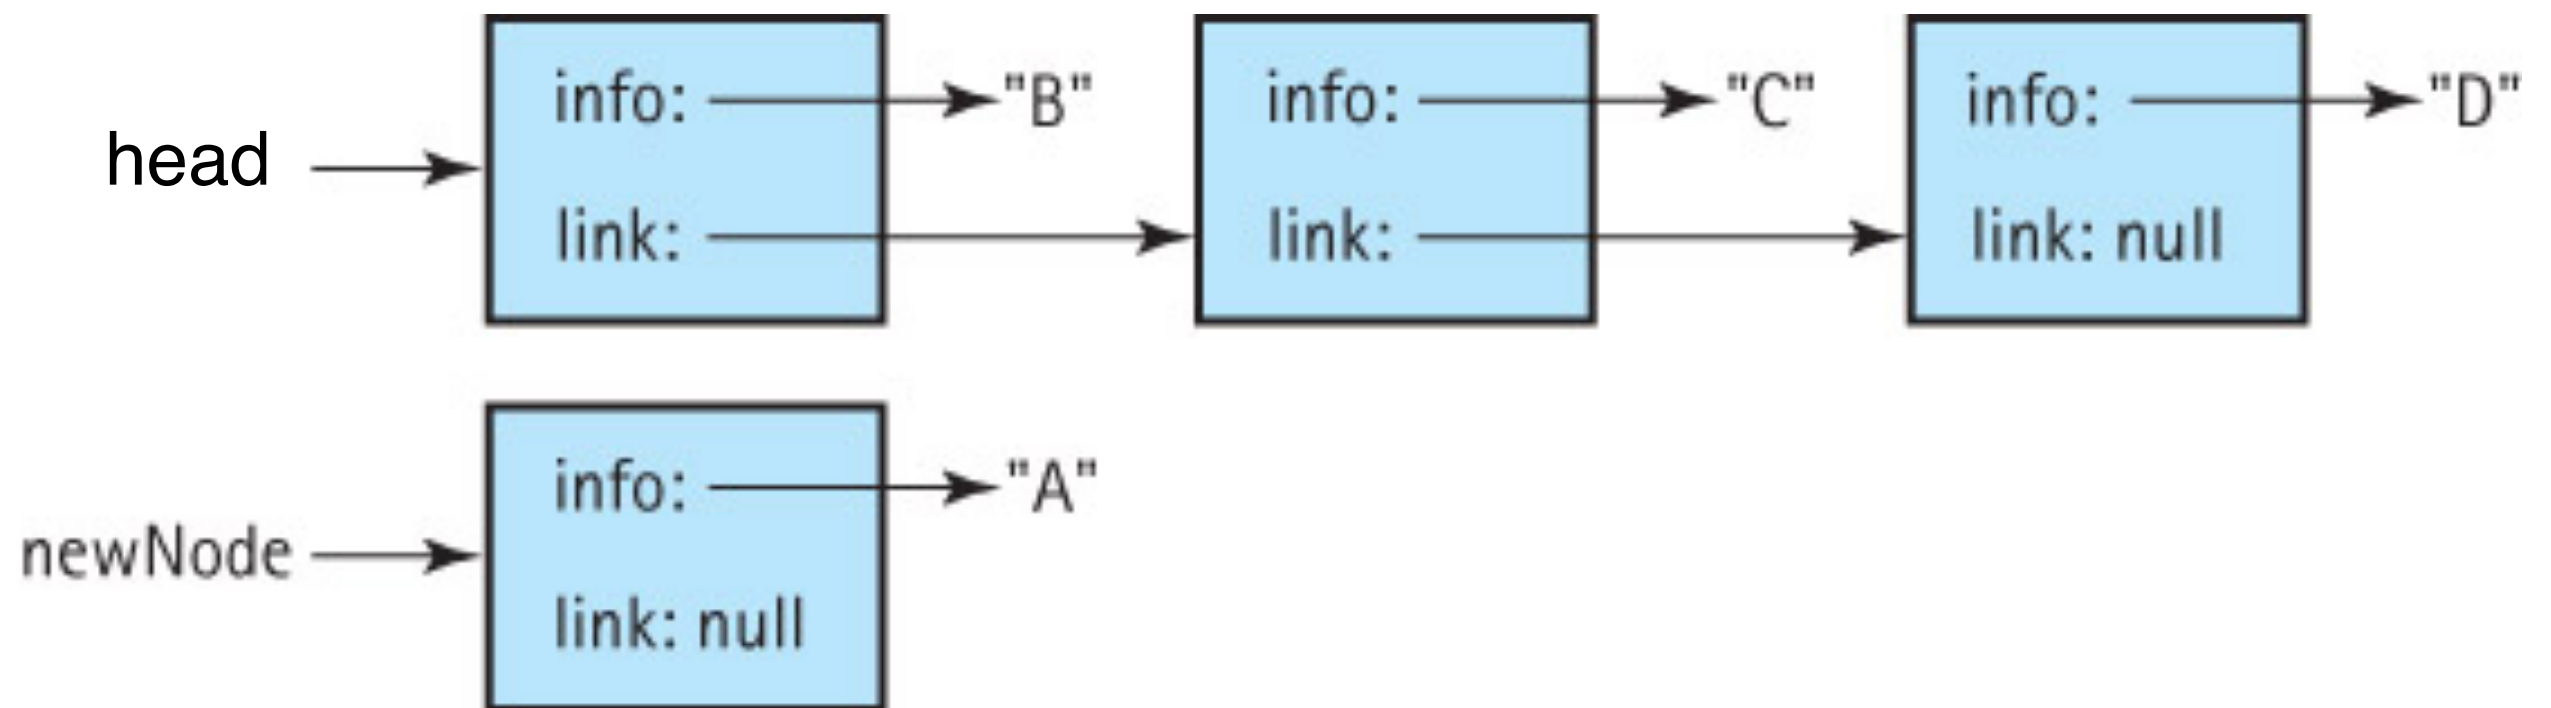 info: "B" info: "C" info: "D"
head
link: link: link: null
info: "A"
newNode
link: null